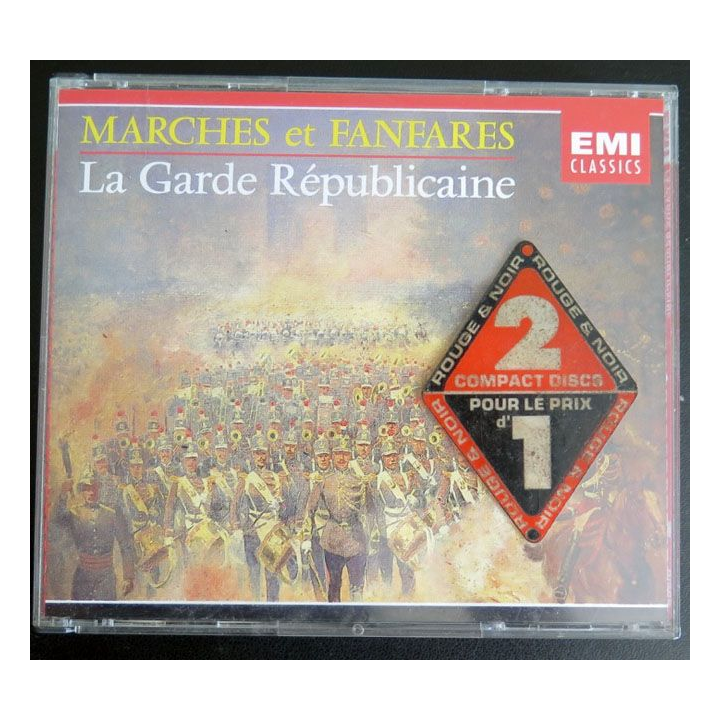 MARCHES et FANFARES
La Garde Républicaine
EMI
CLASSICS
ROUGE & NOIR
ROUGE & NOIR
2
COMPACT DISCS
POUR LE PRIX
d'1
ROUGE & NOIR
ROUGE & NOIR